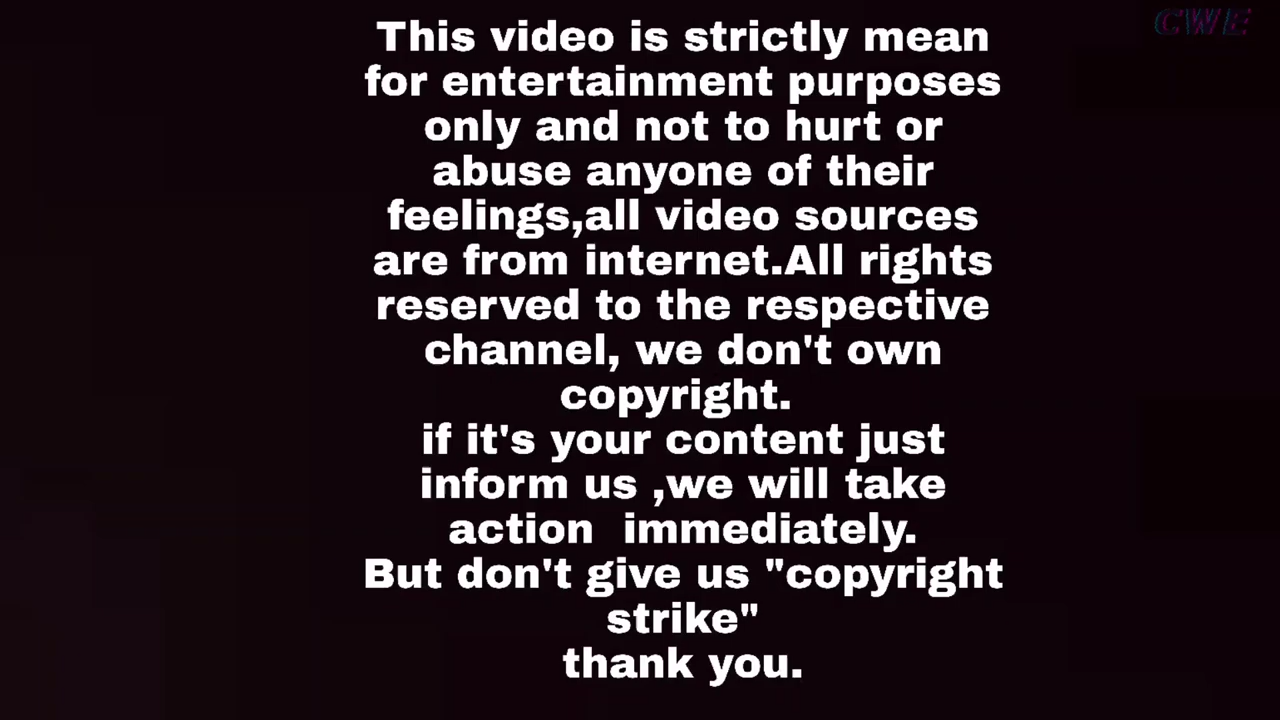 CWE
This video is strictly mean
for entertainment purposes
only and not to hurt or
abuse anyone of their
feelings,all video sources
are from internet.All rights
reserved to the respective
channel, we don't own
copyright.
if it's your content just
inform us ,we will take
action  immediately.
But don't give us "copyright
strike"
thank you.